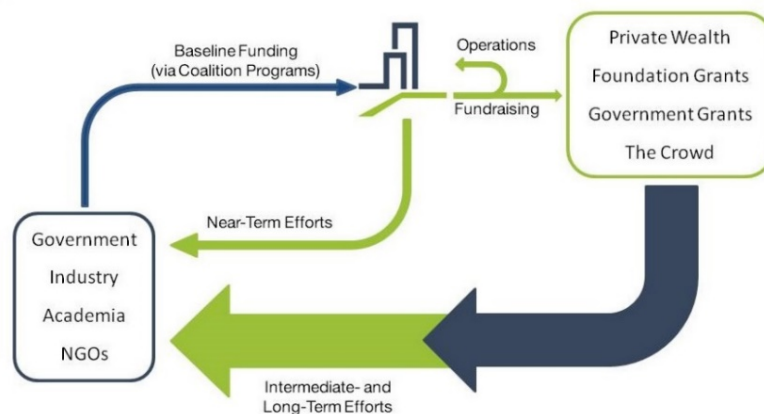 Baseline Funding
(via Coalition Programs)
Operations
Fundraising
Private Wealth
Foundation Grants
Government Grants
The Crowd
Near-Term Efforts
Government
Industry
Academia
NGOs
Intermediate- and
Long-Term Efforts